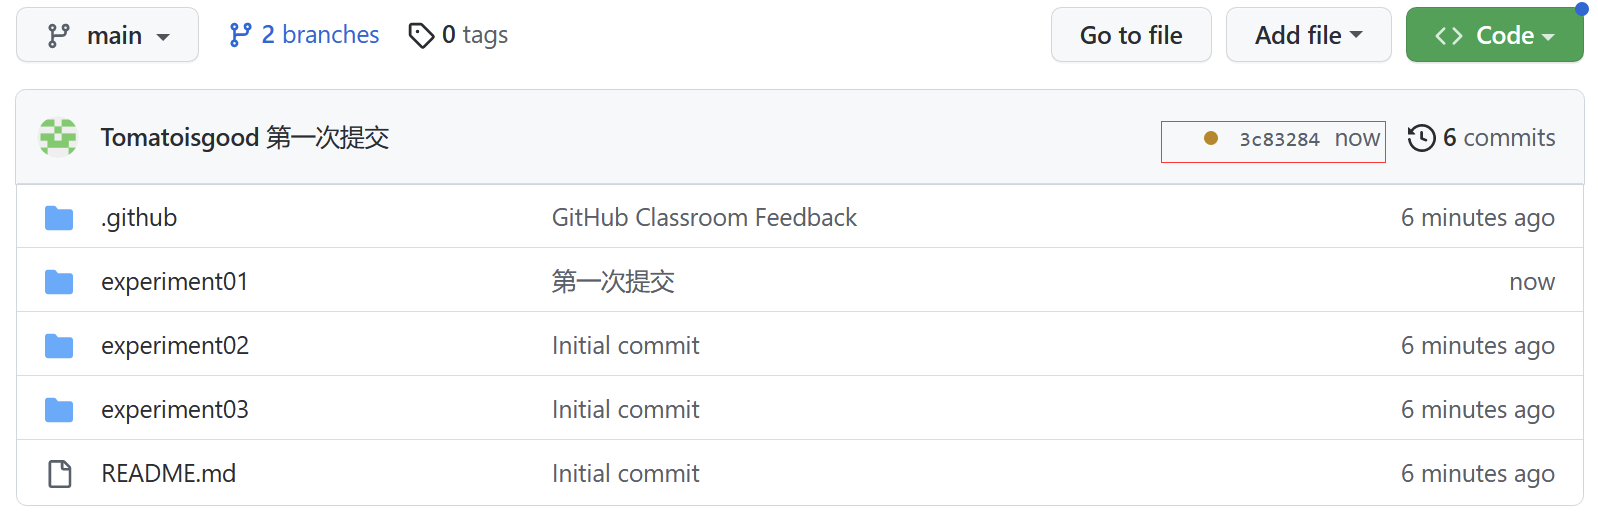 main 2 branches 0 tags Go to file Add file Code
Tomatoisgood 第一次提交 3c83284 now 6 commits
.github GitHub Classroom Feedback 6 minutes ago
experiment01 第一次提交 now
experiment02 Initial commit 6 minutes ago
experiment03 Initial commit 6 minutes ago
README.md Initial commit 6 minutes ago